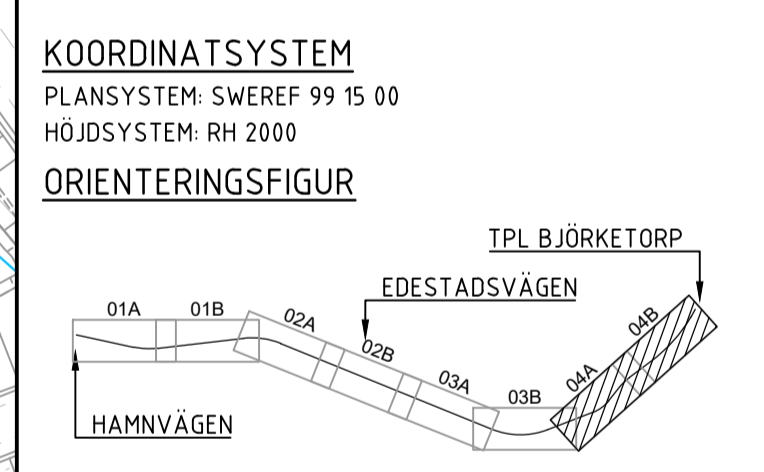 KOORDINATSYSTEM
PLANSYSTEM: SWEREF 99 15 00
HÖJDSYSTEM: RH 2000
ORIENTERINGSFIGUR
TPL BJÖRKETORP
EDESTADSVÄGEN
01A
01B
02A
02B
03A
03B
04A
04B
HAMNVÄGEN